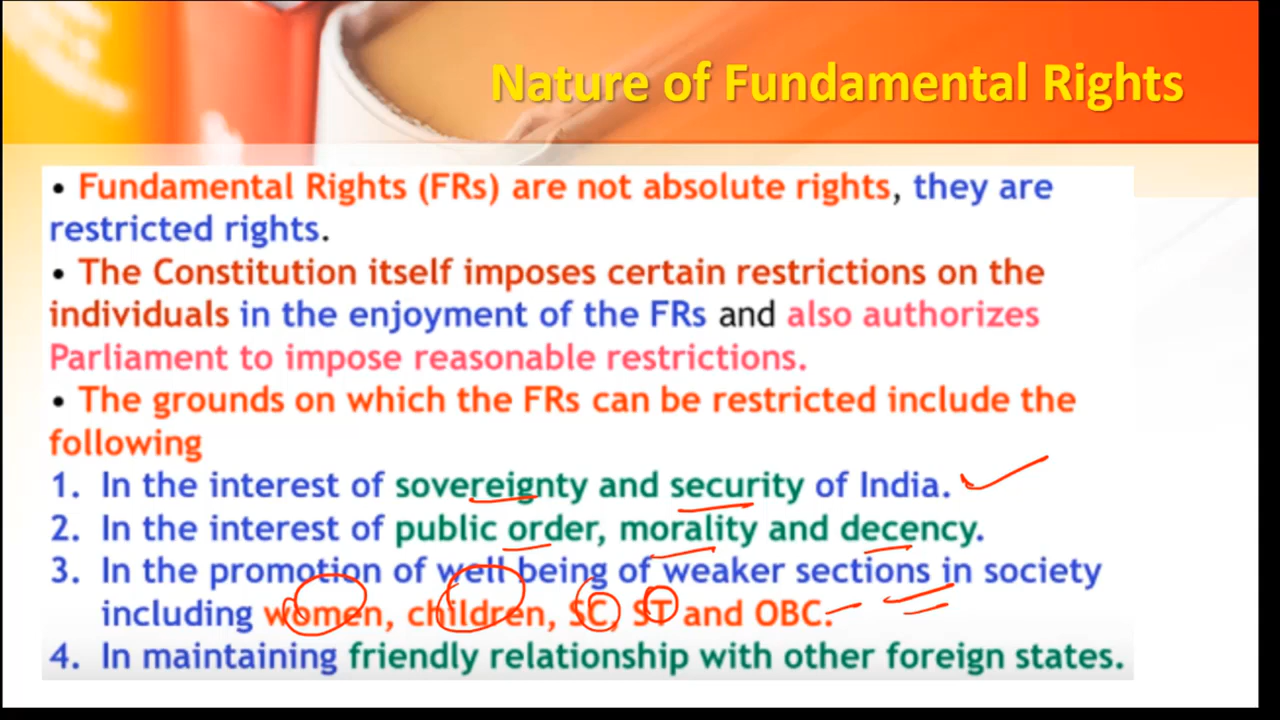 Nature of Fundamental Rights
• Fundamental Rights (FRs) are not absolute rights, they are
restricted rights.
• The Constitution itself imposes certain restrictions on the
individuals in the enjoyment of the FRs and also authorizes
Parliament to impose reasonable restrictions.
• The grounds on which the FRs can be restricted include the
following
1. In the interest of sovereignty and security of India.
2. In the interest of public order, morality and decency.
3. In the promotion of well being of weaker sections in society
including women, children, SC, ST and OBC.
4. In maintaining friendly relationship with other foreign states.